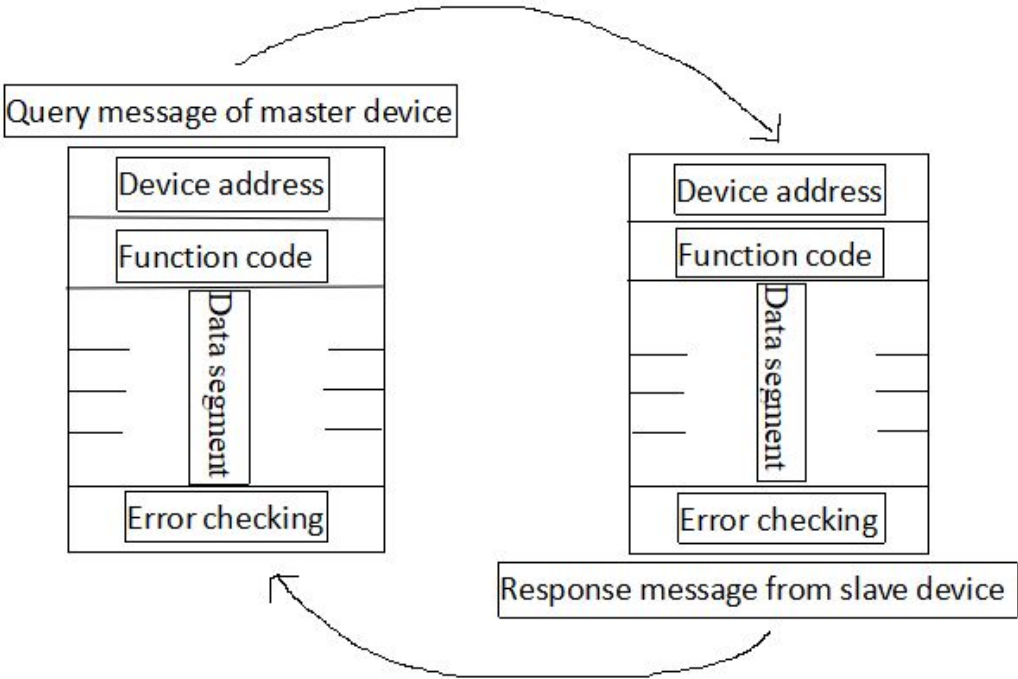 Query message of master device
Device address
Function code
Data segment
Error checking
Device address
Function code
Data segment
Error checking
Response message from slave device